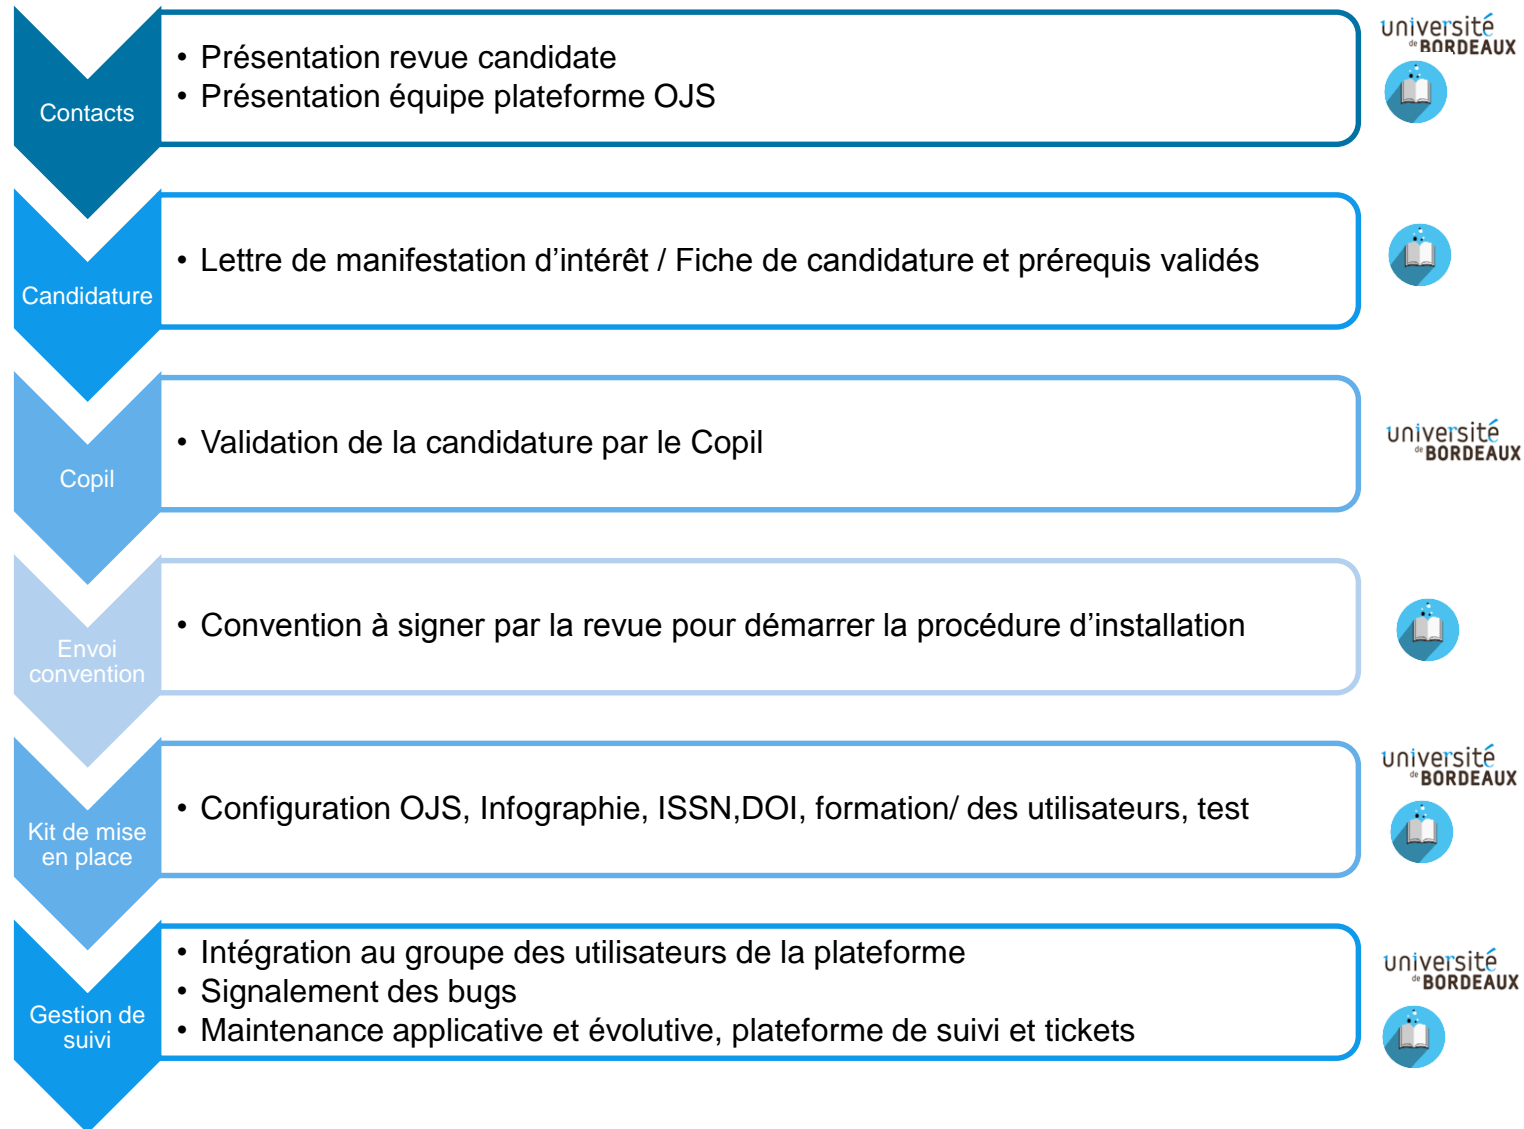 Contacts
• Présentation revue candidate
• Présentation équipe plateforme OJS
université
de BORDEAUX
Candidature
• Lettre de manifestation d’intérêt / Fiche de candidature et prérequis validés
Copil
• Validation de la candidature par le Copil
université
de BORDEAUX
Envoi
convention
• Convention à signer par la revue pour démarrer la procédure d’installation
Kit de mise
en place
• Configuration OJS, Infographie, ISSN,DOI, formation/ des utilisateurs, test
université
de BORDEAUX
Gestion de
suivi
• Intégration au groupe des utilisateurs de la plateforme
• Signalement des bugs
• Maintenance applicative et évolutive, plateforme de suivi et tickets
université
de BORDEAUX